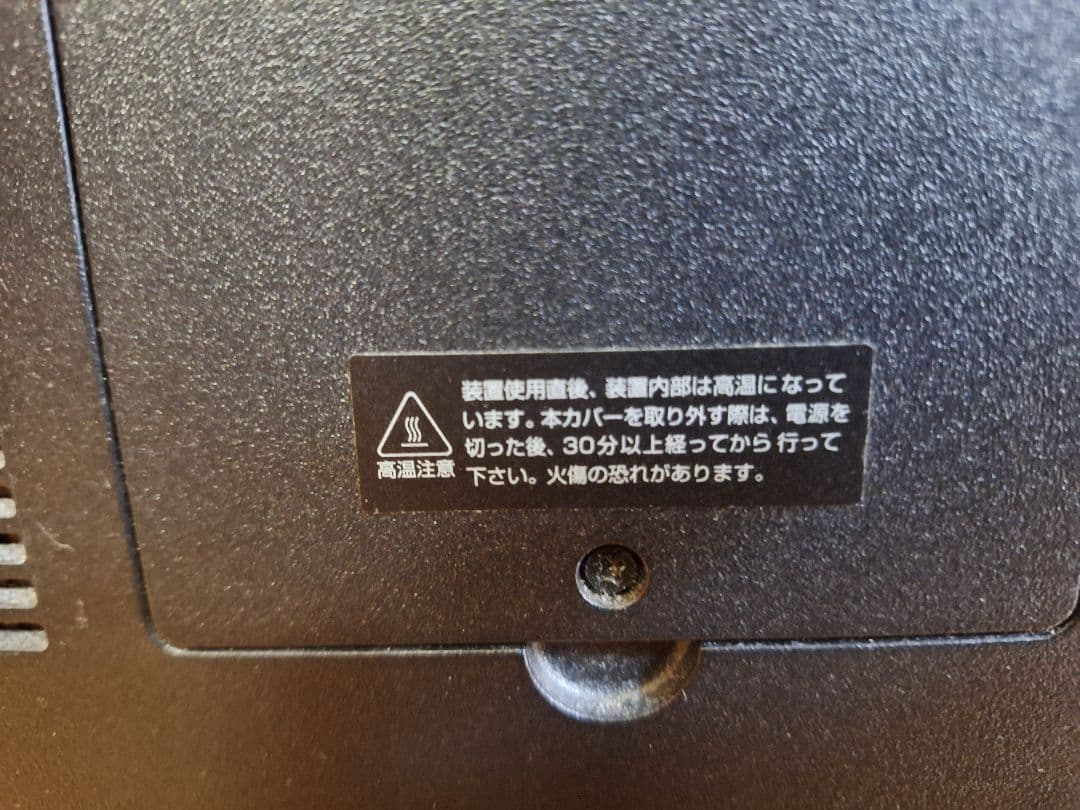 装置使用直後、装置内部は高温になって
います。本カバーを取り外す際は、電源を
切った後、30分以上経ってから行って
下さい。火傷の恐れがあります。
高温注意